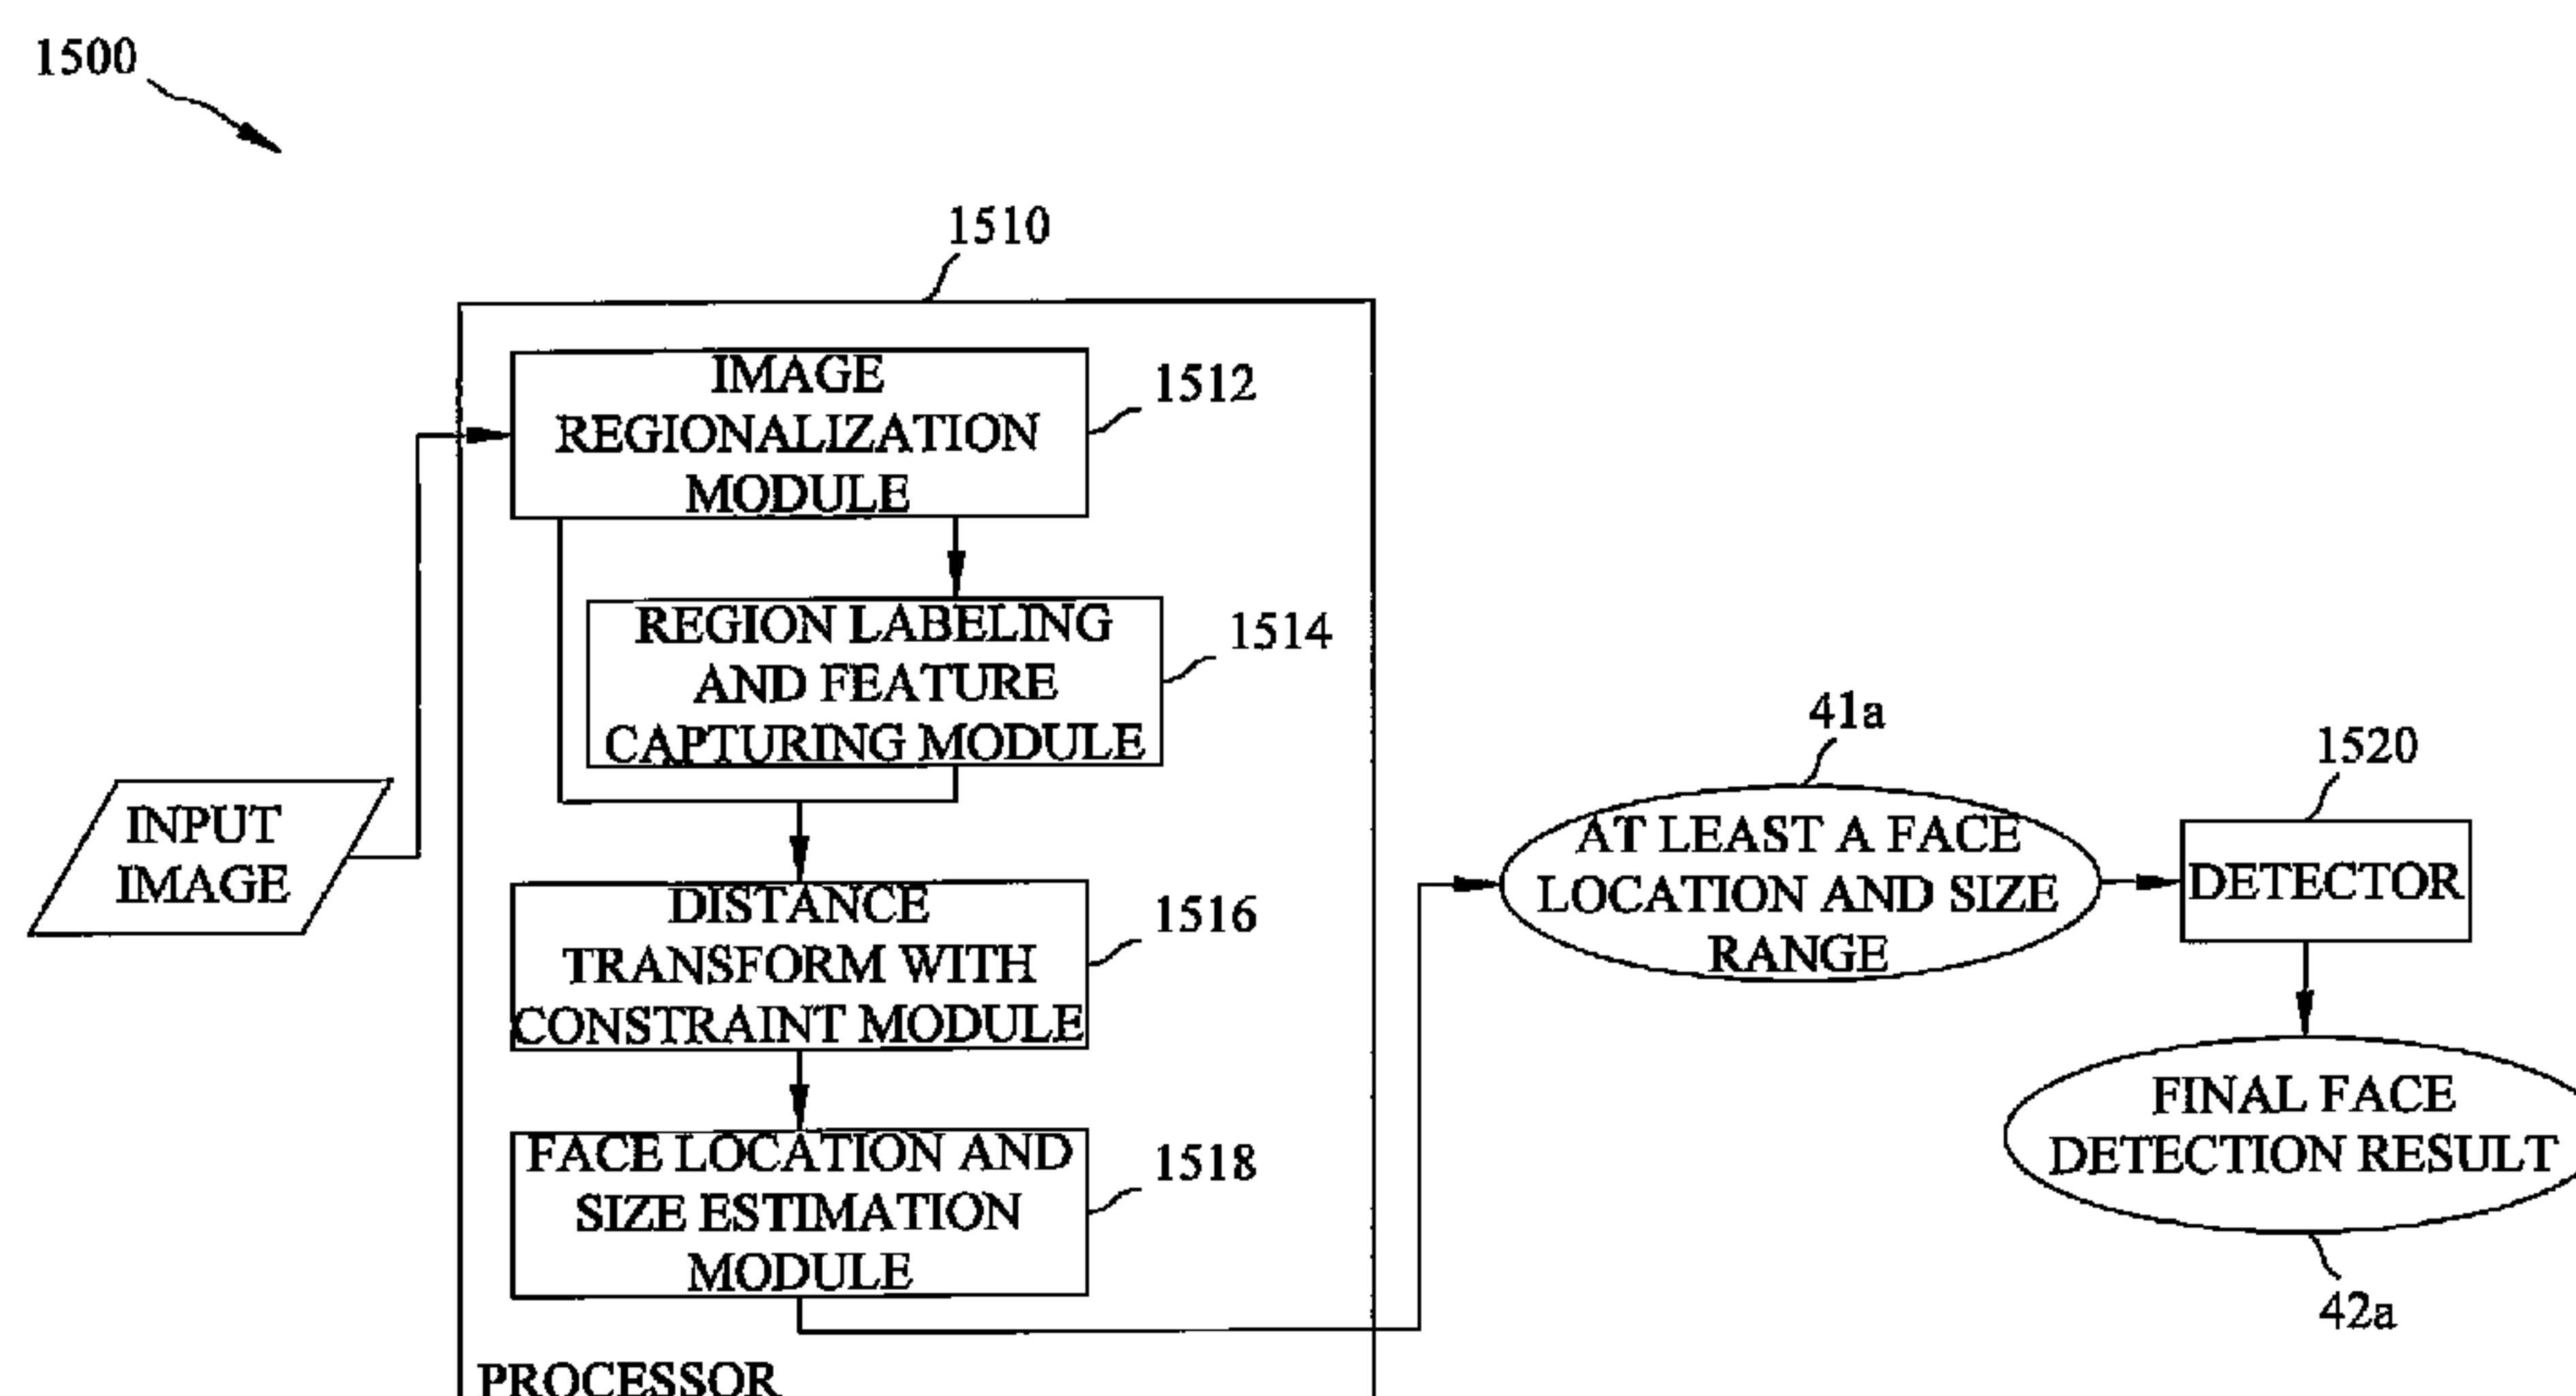 1500
1510
IMAGE
REGIONALIZATION
MODULE
1512
REGION LABELING
AND FEATURE
CAPTURING MODULE
1514
INPUT
IMAGE
DISTANCE
TRANSFORM WITH
CONSTRAINT MODULE
1516
FACE LOCATION AND
SIZE ESTIMATION
MODULE
1518
PROCESSOR
41a
AT LEAST A FACE
LOCATION AND SIZE
RANGE
1520
DETECTOR
FINAL FACE
DETECTION RESULT
42a